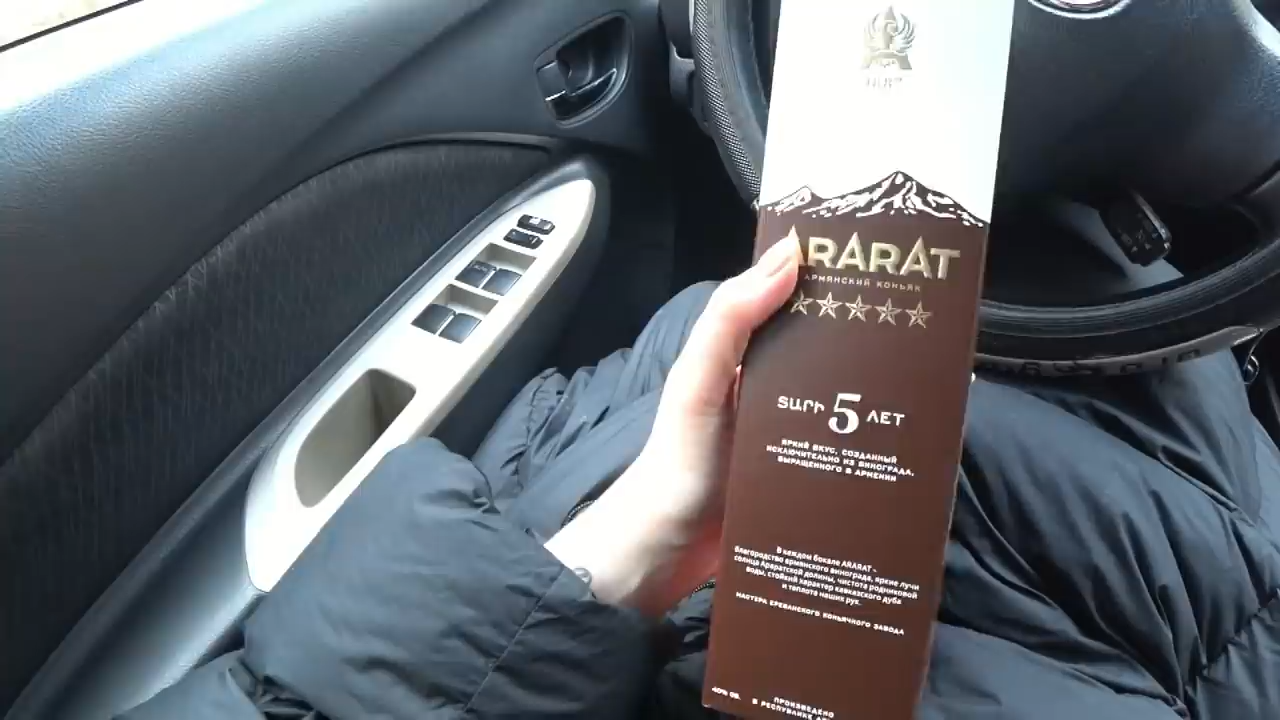 ARARAT
АРМЯНСКИЙ КОНЬЯК
ՏԱՐԻ 5 ЛЕТ
ЯРКИЙ ВКУС, СОЗДАННЫЙ
ИСКЛЮЧИТЕЛЬНО ИЗ ВИНОГРАДА,
ВЫРАЩЕННОГО В АРМЕНИИ
В каждом бокале ARARAT -
благородство армянского винограда, яркие лучи
солнца Араратской долины, чистота родниковой
воды, стойкий характер кавказского дуба
и теплота наших рук.
МАСТЕРА ЕРЕВАНСКОГО КОНЬЯЧНОГО ЗАВОДА
40% ОБ.
ПРОИЗВЕДЕНО
В РЕСПУБЛИКЕ